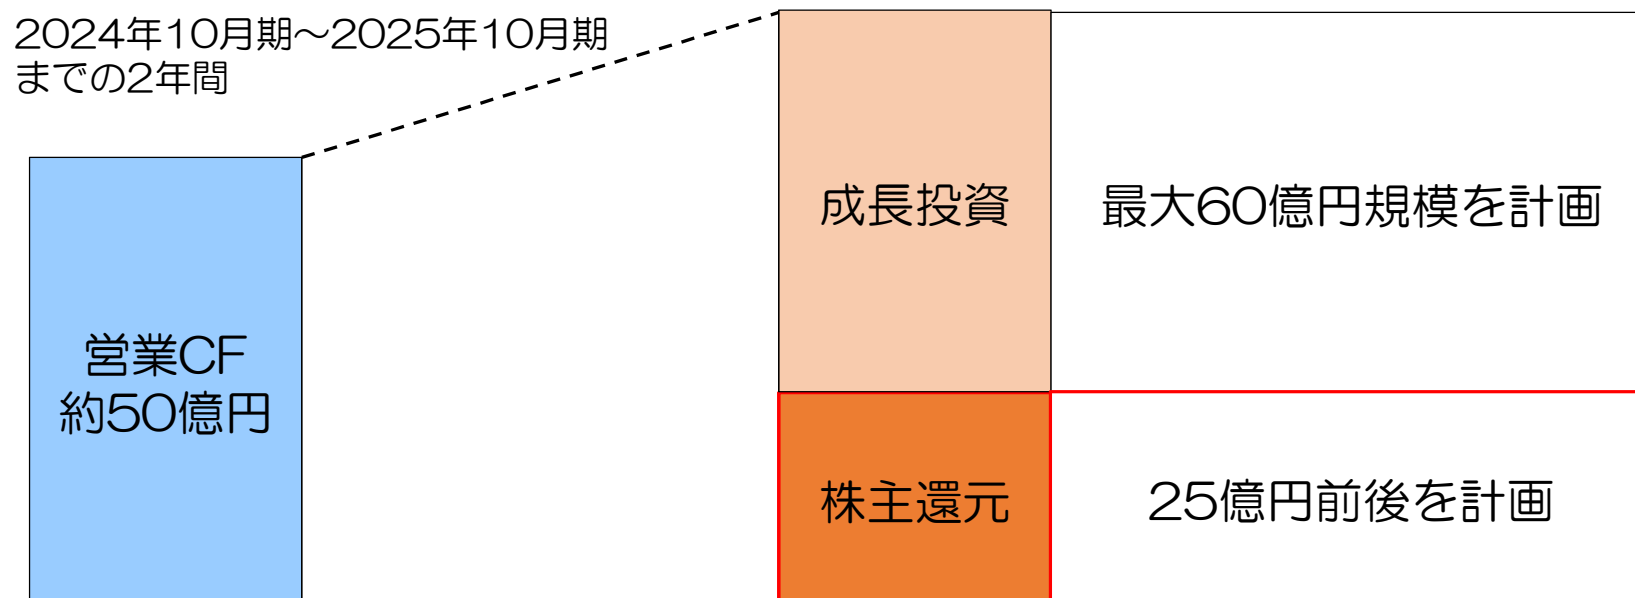 2024年10月期～2025年10月期
までの2年間
成長投資
最大60億円規模を計画
営業CF
約50億円
株主還元
25億円前後を計画